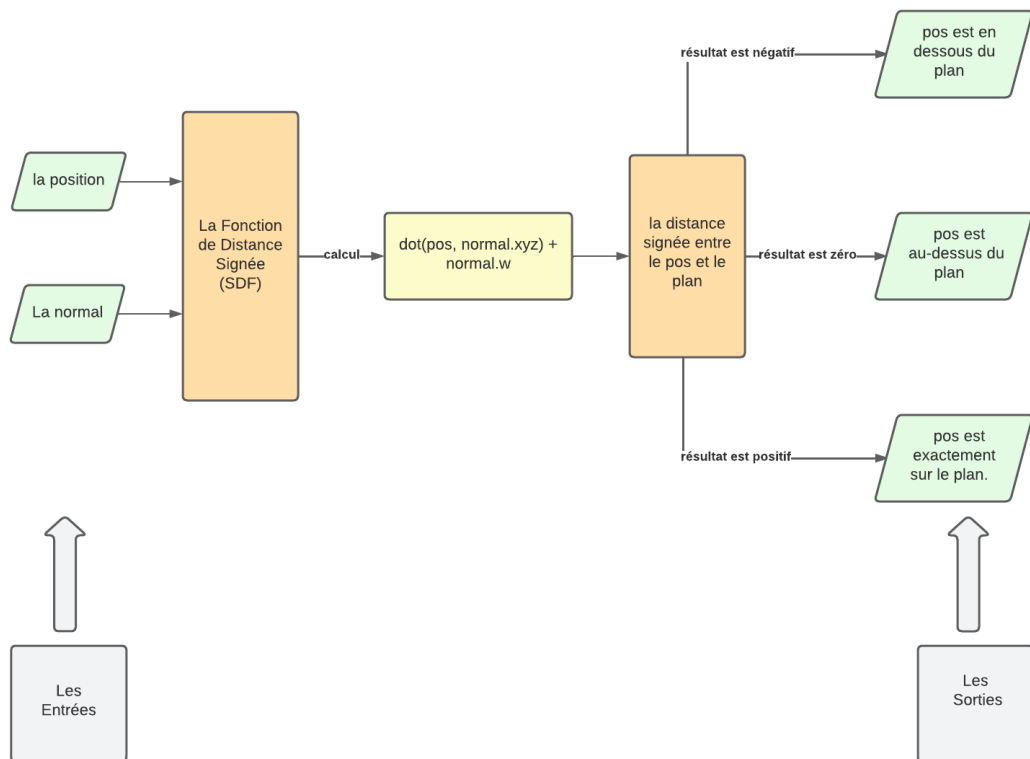 la position
La normal
La Fonction
de Distance
Signée
(SDF)
calcul
dot(pos, normal.xyz) +
normal.w
la distance
signée entre
le pos et le
plan
résultat est négatif
pos est en
dessous du
plan
résultat est zéro
pos est
au-dessus du
plan
résultat est positif
pos est
exactement
sur le plan.
Les
Entrées
Les
Sorties